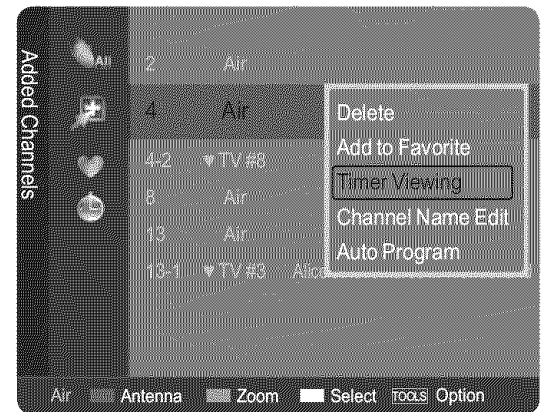 Added Channels
All
2 Air
4 Air
4-2 ♥ TV #8
8 Air
13 Air
13-1 ♥ TV #3 Alic
Delete
Add to Favorite
Timer Viewing
Channel Name Edit
Auto Program
Air Antenna Zoom Select TOOLS Option